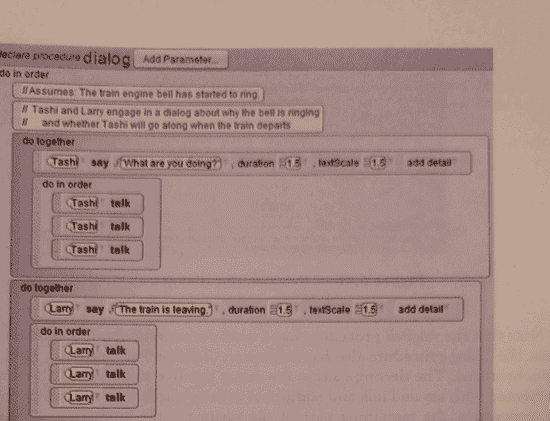 declare procedure dialog Add Parameter...
do in order
// Assumes: The train engine bell has started to ring.
// Tashi and Larry engage in a dialog about why the bell is ringing
// and whether Tashi will go along when the train departs
do together
Tashi say What are you doing? , duration 1.5 , textScale 1.5 add detail
do in order
Tashi talk
Tashi talk
Tashi talk
do together
Larry say The train is leaving. , duration 1.5 , textScale 1.5 add detail
do in order
Larry talk
Larry talk
Larry talk